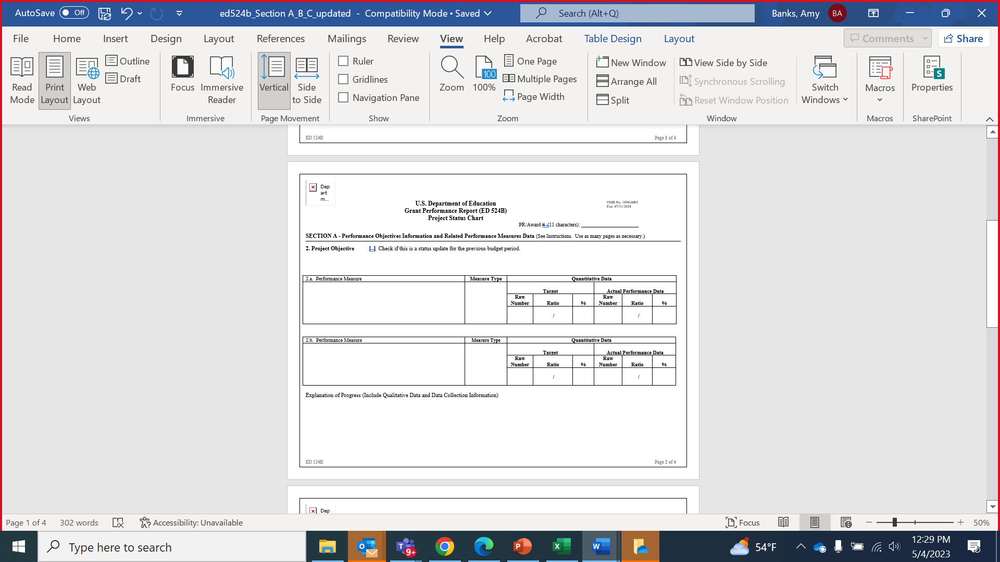 AutoSave Off ed524b_Section A_B_C_updated - Compatibility Mode • Saved Search (Alt+Q) Banks, Amy BA
File Home Insert Design Layout References Mailings Review View Help Acrobat Table Design Layout Comments Share
Read Mode
Print Layout
Web Layout
Outline
Draft
Views
Focus
Immersive Reader
Immersive
Vertical
Side to Side
Page Movement
Ruler
Gridlines
Navigation Pane
Show
Zoom
100
100%
One Page
Multiple Pages
Page Width
Zoom
New Window
Arrange All
Split
View Side by Side
Synchronous Scrolling
Reset Window Position
Switch Windows
Window
Macros
Macros
S
Properties
SharePoint
ED 524B Page 1 of 4
Dep
art
m...
U.S. Department of Education
Grant Performance Report (ED 524B)
Project Status Chart
OMB No. 1894-0003
Exp. 07/31/2024
PR/Award # (11 characters): ______________________
SECTION A - Performance Objectives Information and Related Performance Measures Data (See Instructions. Use as many pages as necessary.)
2. Project Objective [ ] Check if this is a status update for the previous budget period.
2.a. Performance Measure Measure Type Quantitative Data
Target Actual Performance Data
Raw Number Ratio % Raw Number Ratio %
/ /
2.b. Performance Measure Measure Type Quantitative Data
Target Actual Performance Data
Raw Number Ratio % Raw Number Ratio %
/ /
Explanation of Progress (Include Qualitative Data and Data Collection Information)
ED 524B Page 2 of 4
Dep
Page 1 of 4 302 words Accessibility: Unavailable Focus 50%
Type here to search
O
T
9+
P
X
W
54°F
12:29 PM
5/4/2023